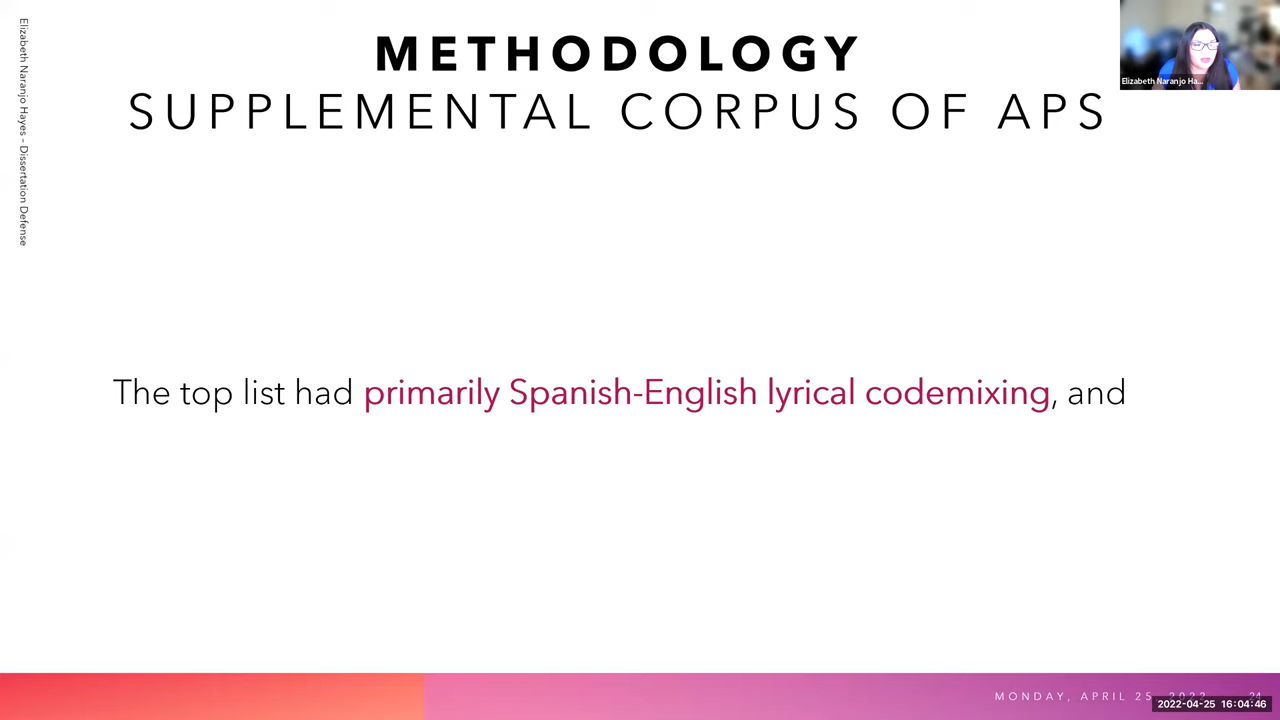 METHODOLOGY
SUPPLEMENTAL CORPUS OF APS
Elizabeth Naranjo Hayes – Dissertation Defense
Elizabeth Naranjo Ha...
The top list had primarily Spanish-English lyrical codemixing, and
MONDAY, APRIL 25, 2022
24
2022-04-25 16:04:46